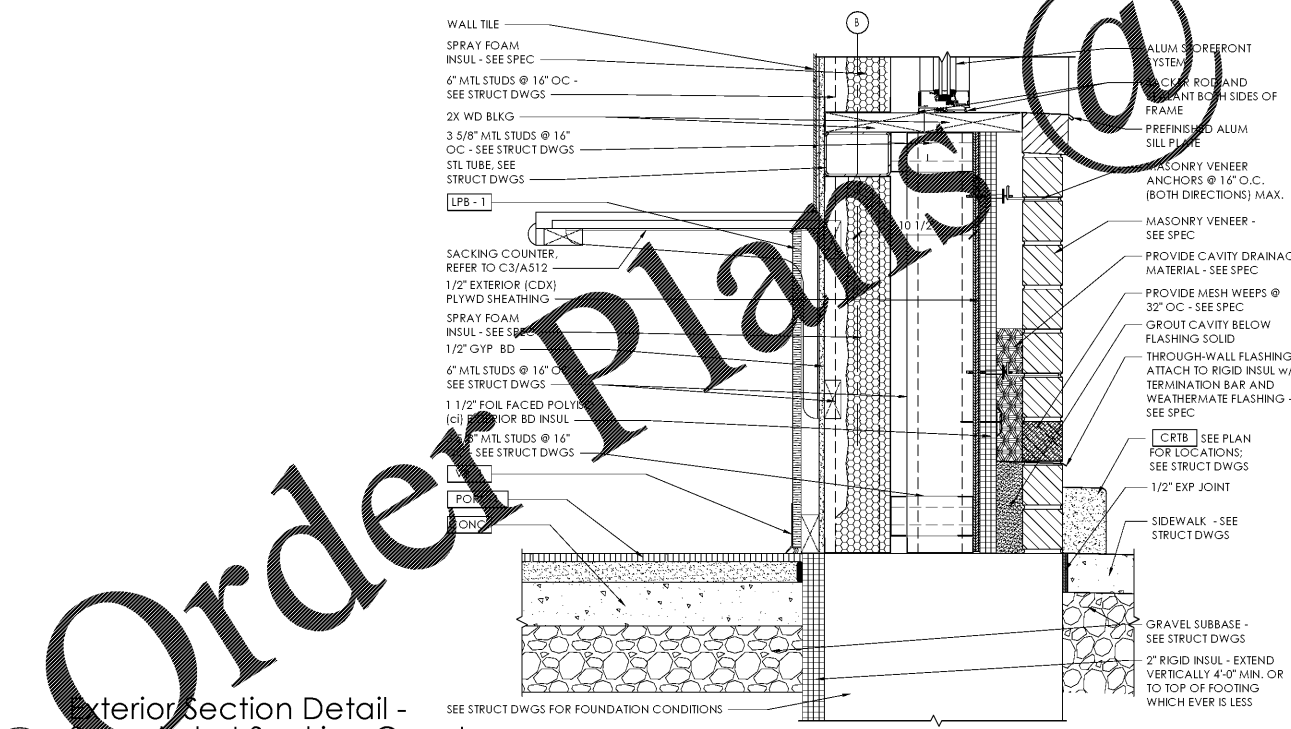 WALL TILE
SPRAY FOAM
INSUL - SEE SPEC
6" MTL STUDS @ 16" OC -
SEE STRUCT DWGS
2X WD BLKG
3 5/8" MTL STUDS @ 16"
OC - SEE STRUCT DWGS
STL TUBE, SEE
STRUCT DWGS
LPB - 1
SACKING COUNTER,
REFER TO C3/A512
1/2" EXTERIOR (CDX)
PLYWD SHEATHING
SPRAY FOAM
INSUL - SEE SPEC
1/2" GYP BD
6" MTL STUDS @ 16" OC
SEE STRUCT DWGS
1 1/2" FOIL FACED
(ci) EXTERIOR BD INSUL
MTL STUDS @ 16"
SEE STRUCT DWGS
CONC
B
10 1/2"
ALUM STOREFRONT
SYSTEM
BACKER ROD AND
SEALANT BOTH SIDES OF
FRAME
PREFINISHED ALUM
SILL PLATE
MASONRY VENEER
ANCHORS @ 16" O.C.
(BOTH DIRECTIONS) MAX.
MASONRY VENEER -
SEE SPEC
PROVIDE CAVITY DRAINAG
MATERIAL - SEE SPEC
PROVIDE MESH WEEPS @
32" OC - SEE SPEC
GROUT CAVITY BELOW
FLASHING SOLID
THROUGH-WALL FLASHING
ATTACH TO RIGID INSUL w/
TERMINATION BAR AND
WEATHERMATE FLASHING -
SEE SPEC
CRTB SEE PLAN
FOR LOCATIONS;
SEE STRUCT DWGS
1/2" EXP JOINT
SIDEWALK - SEE
STRUCT DWGS
GRAVEL SUBBASE -
SEE STRUCT DWGS
2" RIGID INSUL - EXTEND
VERTICALLY 4'-0" MIN. OR
TO TOP OF FOOTING
WHICH EVER IS LESS
SEE STRUCT DWGS FOR FOUNDATION CONDITIONS
Exterior Section Detail -
Order Plans @